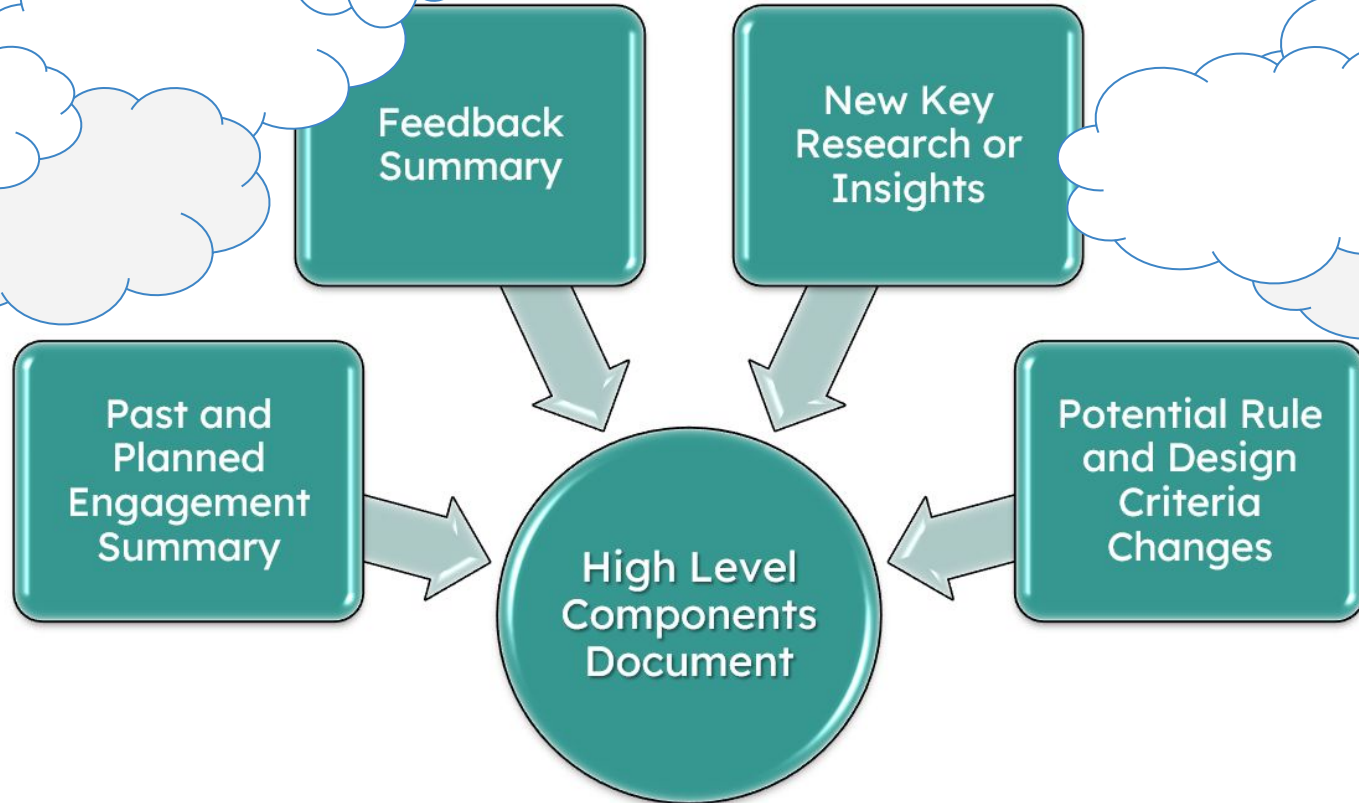 Feedback
Summary
New Key
Research or
Insights
Past and
Planned
Engagement
Summary
Potential Rule
and Design
Criteria
Changes
High Level
Components
Document